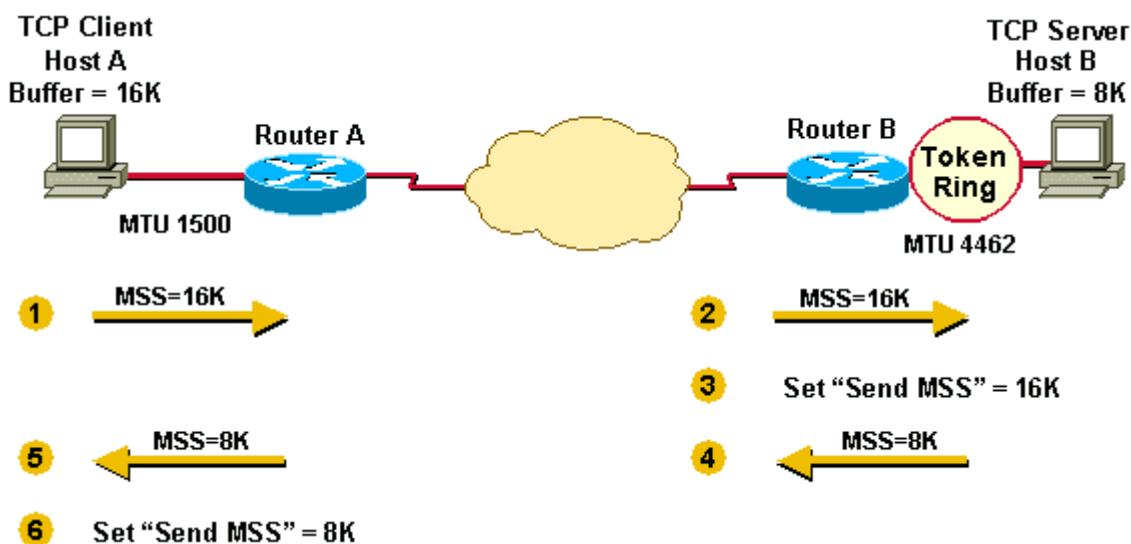 TCP Client
Host A
Buffer = 16K
TCP Server
Host B
Buffer = 8K
Router A
Router B
Token
Ring
MTU 1500
MTU 4462
1
MSS=16K
2
MSS=16K
3
Set “Send MSS” = 16K
5
MSS=8K
4
MSS=8K
6
Set “Send MSS” = 8K